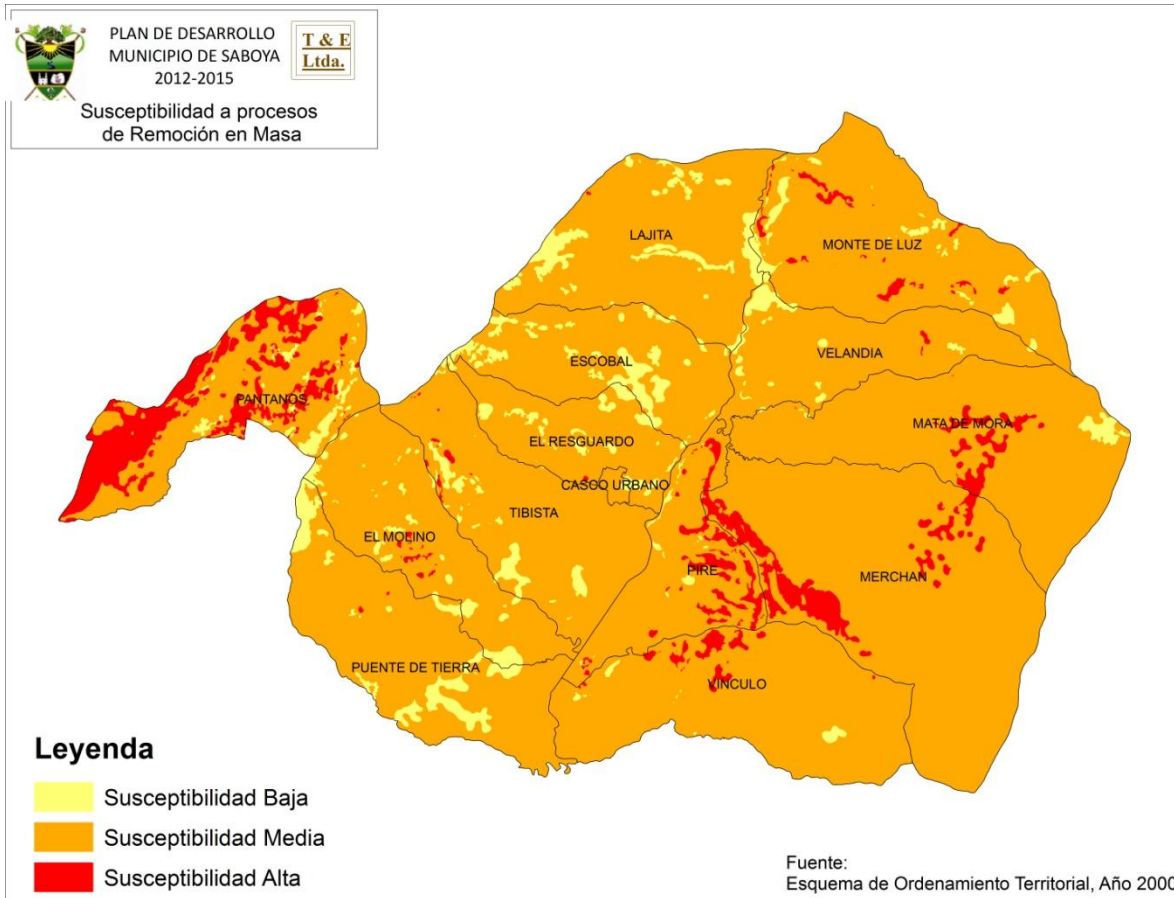 PLAN DE DESARROLLO
MUNICIPIO DE SABOYA
2012-2015
T & E
Ltda.
Susceptibilidad a procesos
de Remoción en Masa
LAJITA
MONTE DE LUZ
ESCOBAL
VELANDIA
PANTANOS
MATA DE MORA
EL RESGUARDO
CASCO URBANO
TIBISTA
EL MOLINO
PIRE
MERCHAN
PUENTE DE TIERRA
VINCULO
Leyenda
Susceptibilidad Baja
Susceptibilidad Media
Susceptibilidad Alta
Fuente:
Esquema de Ordenamiento Territorial, Año 2000